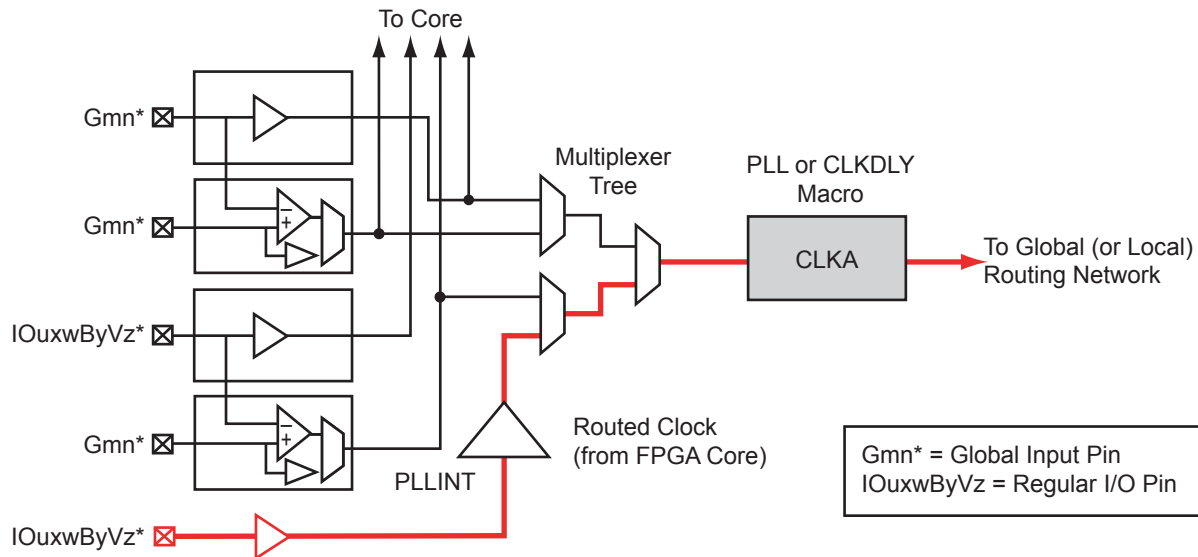 To Core
Gmn*
Multiplexer
Tree
PLL or CLKDLY
Macro
Gmn*
−
+
CLKA
To Global (or Local)
Routing Network
IOuxwByVz*
Gmn*
−
+
Routed Clock
(from FPGA Core)
PLLINT
Gmn* = Global Input Pin
IOuxwByVz = Regular I/O Pin
IOuxwByVz*